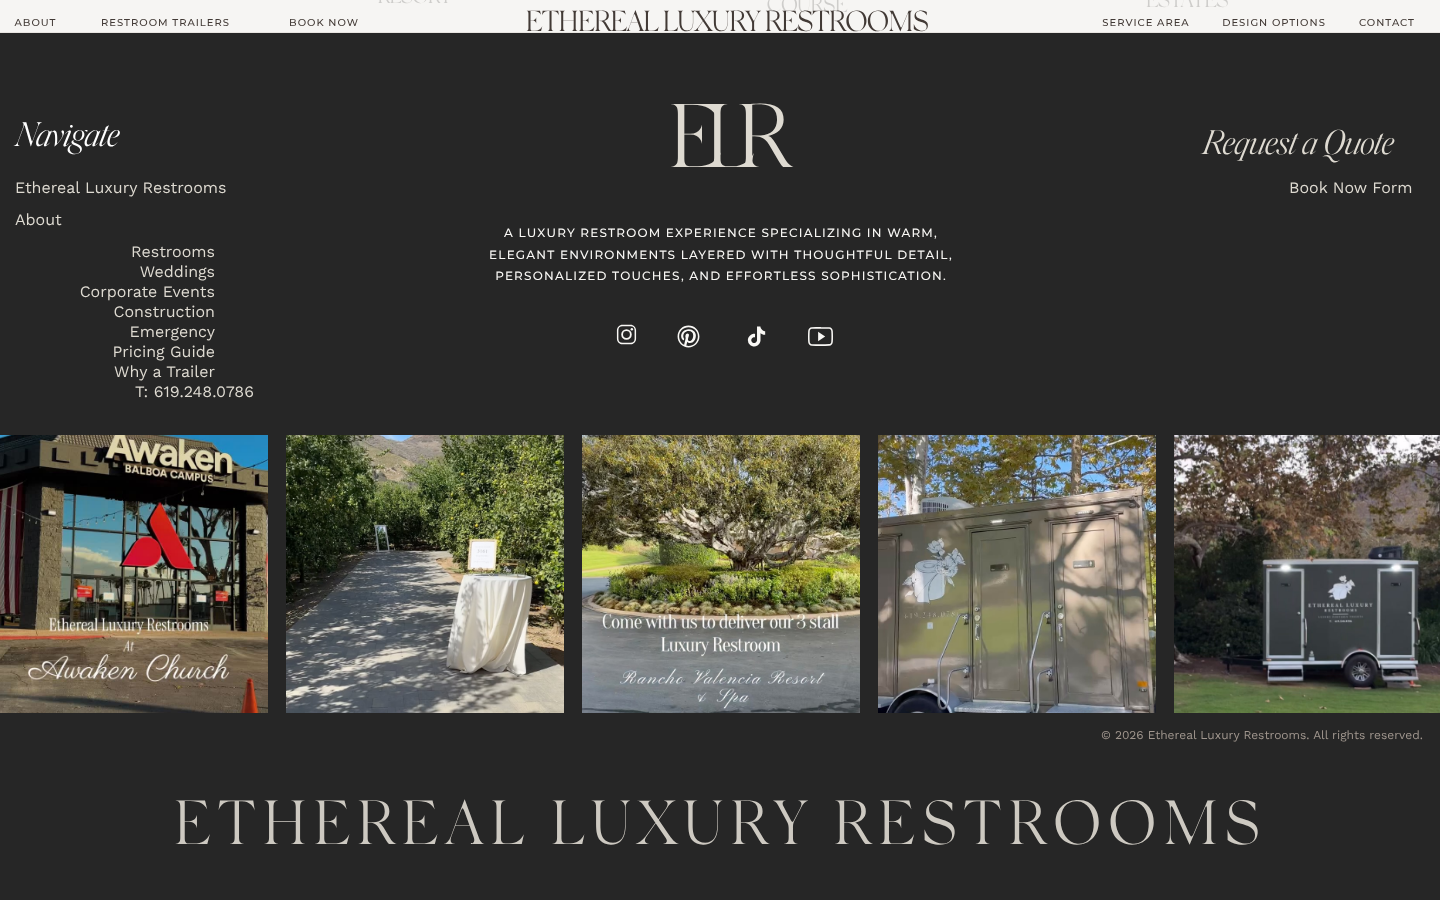 ABOUT
RESTROOM TRAILERS
BOOK NOW
ETHEREAL LUXURY RESTROOMS
SERVICE AREA
DESIGN OPTIONS
CONTACT
Navigate
Ethereal Luxury Restrooms
About
Restrooms
Weddings
Corporate Events
Construction
Emergency
Pricing Guide
Why a Trailer
T: 619.248.0786
ELR
A LUXURY RESTROOM EXPERIENCE SPECIALIZING IN WARM,
ELEGANT ENVIRONMENTS LAYERED WITH THOUGHTFUL DETAIL,
PERSONALIZED TOUCHES, AND EFFORTLESS SOPHISTICATION.
Request a Quote
Book Now Form
Awaken
BALBOA CAMPUS
Ethereal Luxury Restrooms
At
Awaken Church
Come with us to deliver our 3 stall
Luxury Restroom
Rancho Valencia Resort
& Spa
ETHEREAL LUXURY
RESTROOMS
© 2026 Ethereal Luxury Restrooms. All rights reserved.
ETHEREAL LUXURY RESTROOMS